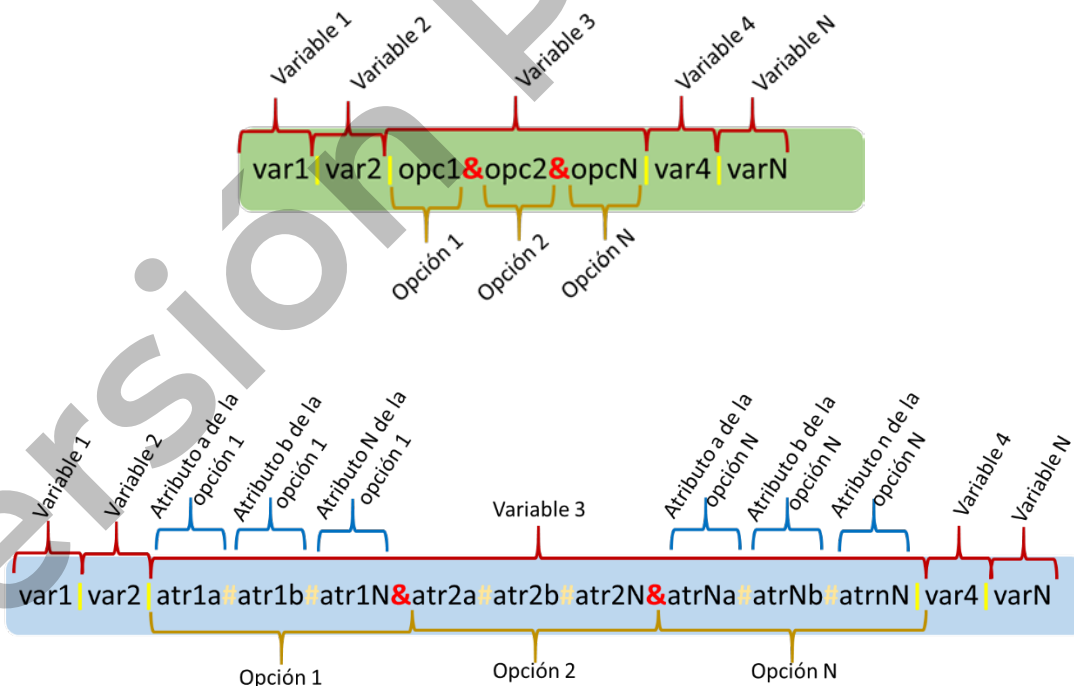 Variable 1
Variable 2
Variable 3
Variable 4
Variable N
var1|var2|opc1&opc2&opcN|var4|varN
Opción 1
Opción 2
Opción N
Variable 1
Variable 2
Atributo a de la
opción 1
Atributo b de la
opción 1
Atributo N de la
opción 1
Variable 3
Atributo a de la
opción N
Atributo b de la
opción N
Atributo n de la
opción N
Variable 4
Variable N
var1|var2|atr1a#atr1b#atr1N&atr2a#atr2b#atr2N&atrNa#atrNb#atrnN|var4|varN
Opción 1
Opción 2
Opción N
ersión P